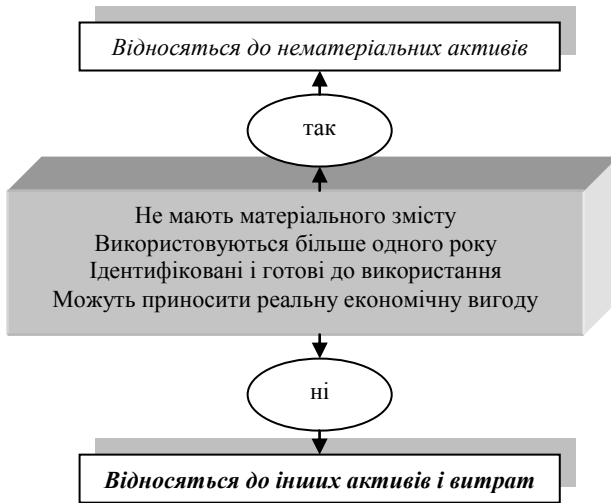 Відносяться до нематеріальних активів
так
Не мають матеріального змісту
Використовуються більше одного року
Ідентифіковані і готові до використання
Можуть приносити реальну економічну вигоду
ні
Відносяться до інших активів і витрат